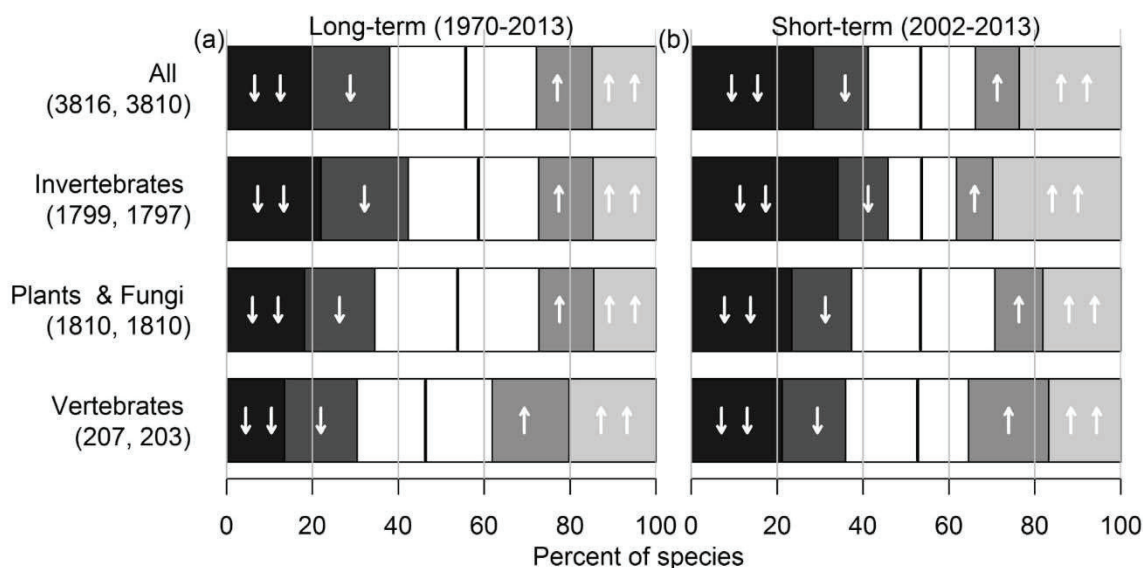 (a) Long-term (1970-2013) (b) Short-term (2002-2013)
All
(3816, 3810)
Invertebrates
(1799, 1797)
Plants & Fungi
(1810, 1810)
Vertebrates
(207, 203)
0 20 40 60 80 100 0 20 40 60 80 100
Percent of species